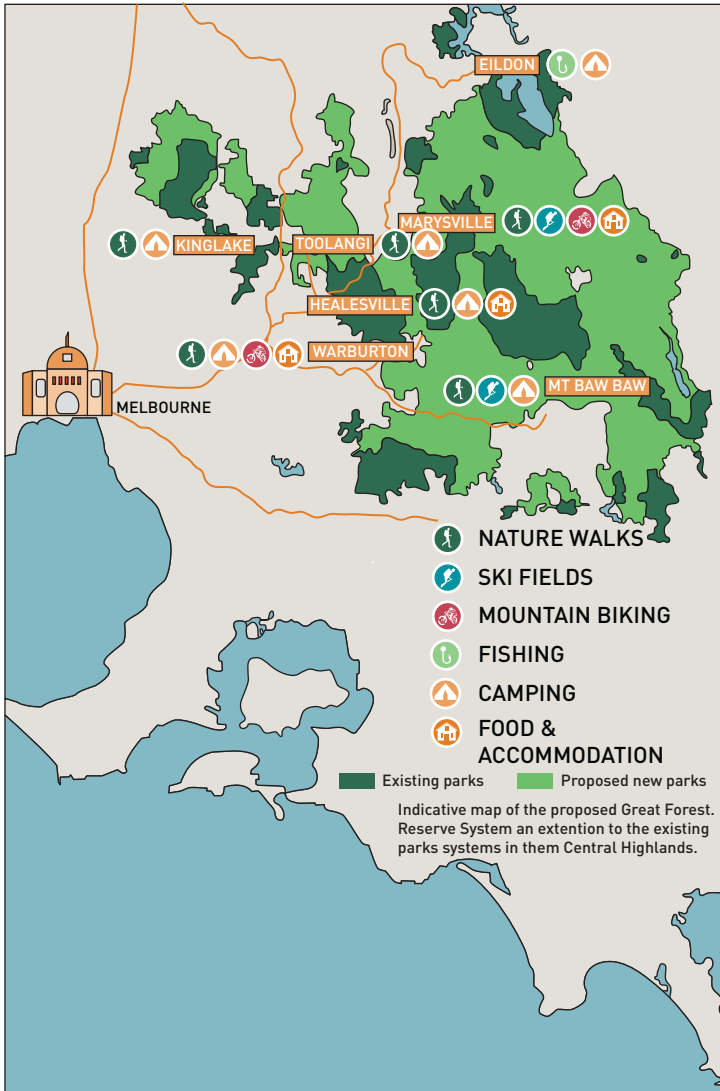 EILDON
MARYSVILLE
KINGLAKE
TOOLANGI
HEALESVILLE
WARBURTON
MT BAW BAW
MELBOURNE
NATURE WALKS
SKI FIELDS
MOUNTAIN BIKING
FISHING
CAMPING
FOOD &
ACCOMMODATION
Existing parks
Proposed new parks
Indicative map of the proposed Great Forest.
Reserve System an extention to the existing
parks systems in them Central Highlands.